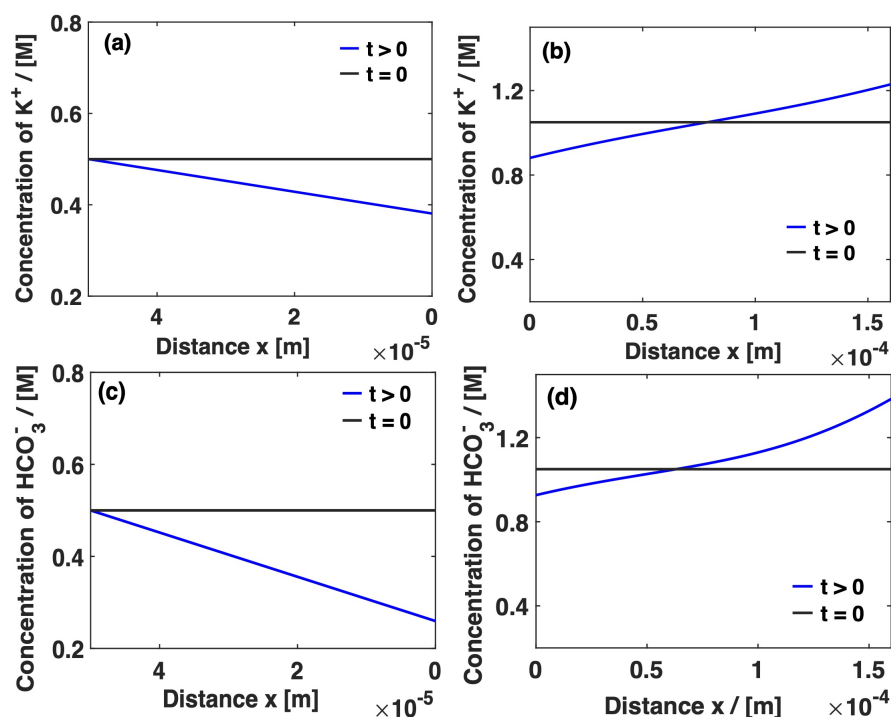 (a)
Concentration of K⁺ / [M]
0.8
0.6
0.4
0.2
t > 0
t = 0
4 2 0
Distance x [m]
×10⁻⁵
(b)
Concentration of K⁺ / [M]
1.2
0.8
0.4
t > 0
t = 0
0 0.5 1 1.5
Distance x [m]
×10⁻⁴
(c)
Concentration of HCO₃⁻ / [M]
0.8
0.6
0.4
0.2
t > 0
t = 0
4 2 0
Distance x [m]
×10⁻⁵
(d)
Concentration of HCO₃⁻ / [M]
1.2
0.8
0.4
t > 0
t = 0
0 0.5 1 1.5
Distance x / [m]
×10⁻⁴